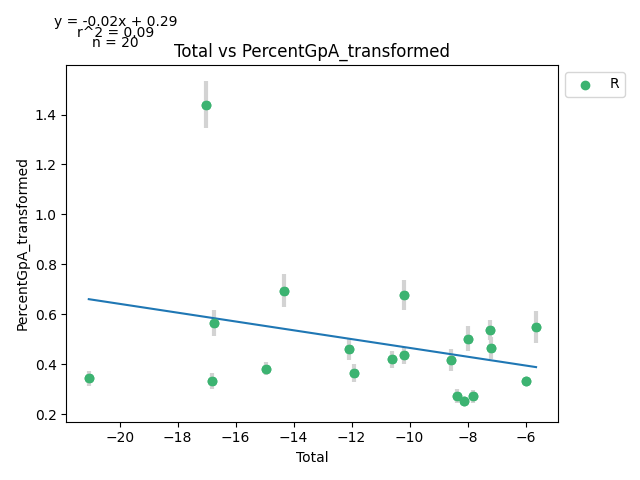 y = -0.02x + 0.29
r^2 = 0.09
n = 20
Total vs PercentGpA_transformed
R
PercentGpA_transformed
1.4
1.2
1.0
0.8
0.6
0.4
0.2
−20
−18
−16
−14
−12
−10
−8
−6
Total